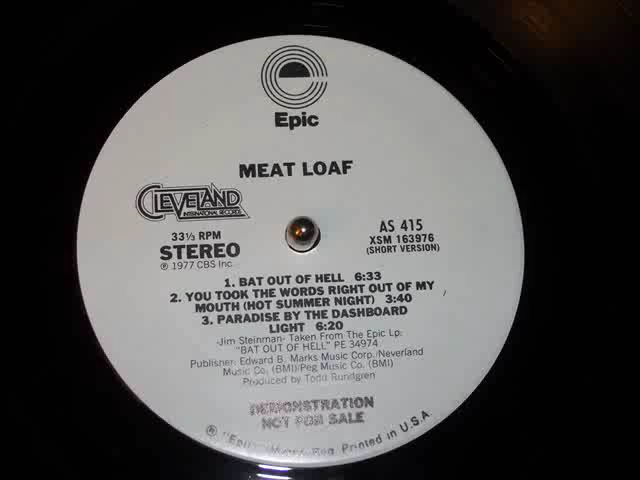 Epic
MEAT LOAF
CLEVELAND
INTERNATIONAL RECORDS
33⅓ RPM
STEREO
℗ 1977 CBS Inc.
AS 415
XSM 163976
(SHORT VERSION)
1. BAT OUT OF HELL 6:33
2. YOU TOOK THE WORDS RIGHT OUT OF MY
MOUTH (HOT SUMMER NIGHT) 3:40
3. PARADISE BY THE DASHBOARD
LIGHT 6:20
-Jim Steinman- Taken From The Epic Lp:
"BAT OUT OF HELL" PE 34974
Publisher: Edward B. Marks Music Corp./Neverland
Music Co. (BMI)/Peg Music Co. (BMI)
Produced by Todd Rundgren
DEMONSTRATION
NOT FOR SALE
® "Epic," Marca Reg. Printed in U.S.A.